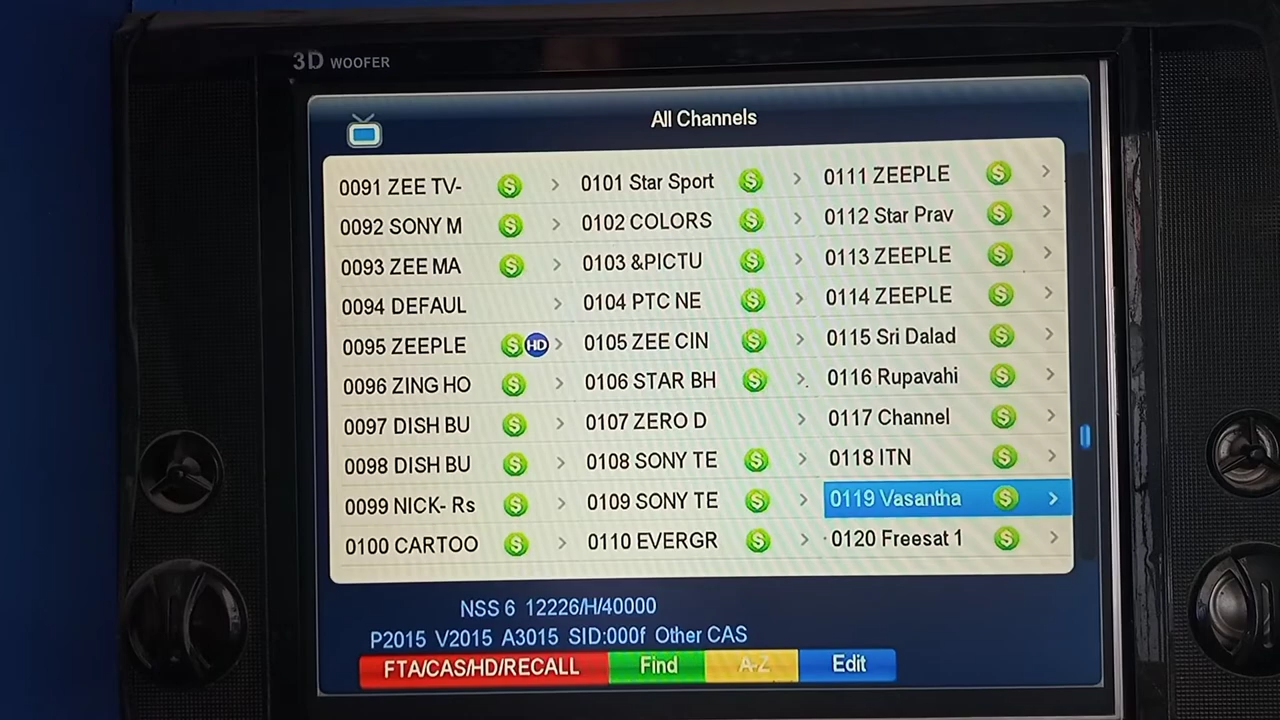 3D WOOFER
All Channels
0091 ZEE TV- $ >
0092 SONY M $ >
0093 ZEE MA $ >
0094 DEFAUL >
0095 ZEEPLE $ HD >
0096 ZING HO $ >
0097 DISH BU $ >
0098 DISH BU $ >
0099 NICK- Rs $ >
0100 CARTOO $ >
0101 Star Sport $ >
0102 COLORS $ >
0103 &PICTU $ >
0104 PTC NE $ >
0105 ZEE CIN $ >
0106 STAR BH $ >
0107 ZERO D >
0108 SONY TE $ >
0109 SONY TE $ >
0110 EVERGR $ >
0111 ZEEPLE $ >
0112 Star Prav $ >
0113 ZEEPLE $ >
0114 ZEEPLE $ >
0115 Sri Dalad $ >
0116 Rupavahi $ >
0117 Channel $ >
0118 ITN $ >
0119 Vasantha $ >
0120 Freesat 1 $ >
NSS 6 12226/H/40000
P2015 V2015 A3015 SID:000f Other CAS
FTA/CAS/HD/RECALL Find A-Z Edit